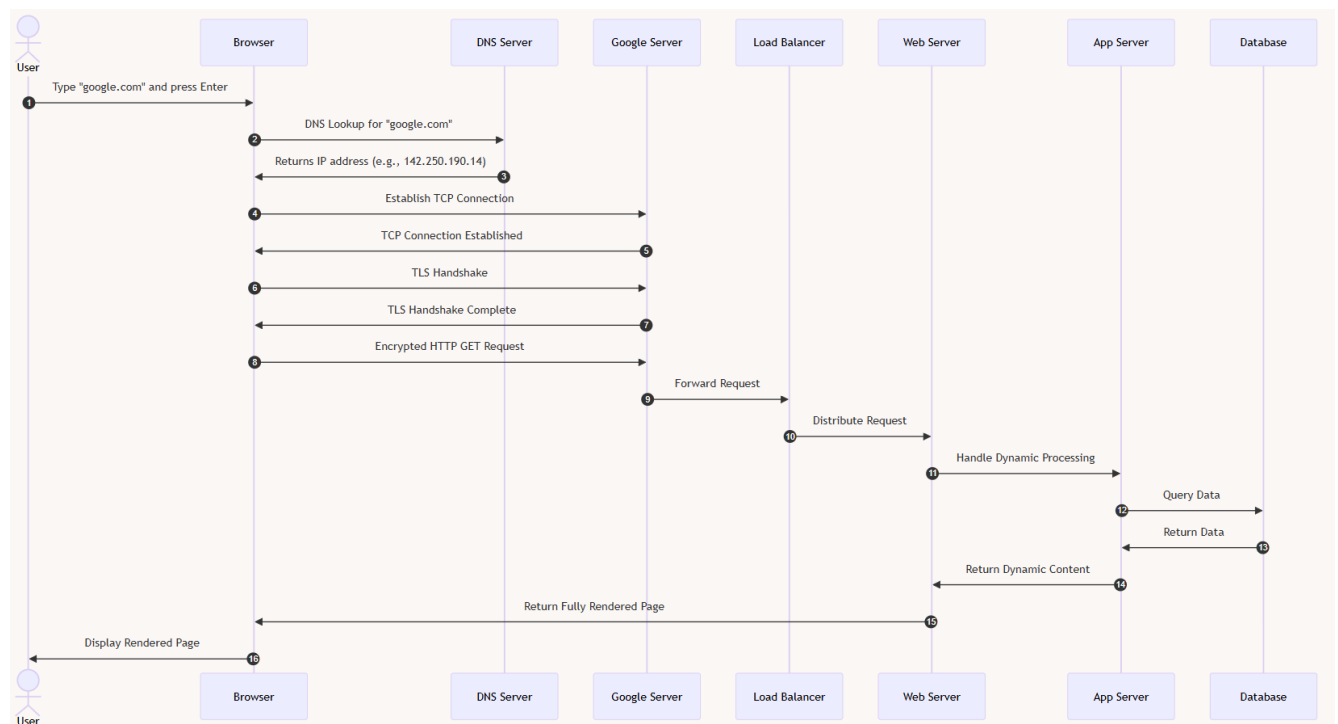 Browser
DNS Server
Google Server
Load Balancer
Web Server
App Server
Database
User
Type "google.com" and press Enter
1
DNS Lookup for "google.com"
2
Returns IP address (e.g., 142.250.190.14)
3
Establish TCP Connection
4
TCP Connection Established
5
TLS Handshake
6
TLS Handshake Complete
7
Encrypted HTTP GET Request
8
Forward Request
9
Distribute Request
10
Handle Dynamic Processing
11
Query Data
12
Return Data
13
Return Dynamic Content
14
Return Fully Rendered Page
15
Display Rendered Page
16
Browser
DNS Server
Google Server
Load Balancer
Web Server
App Server
Database
User